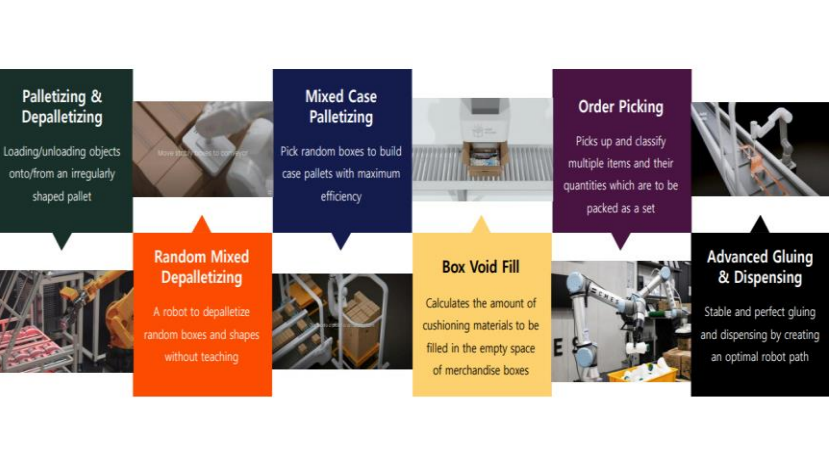 Palletizing &
Depalletizing
Loading/unloading objects
onto/from an irregularly
shaped pallet
Mixed Case
Palletizing
Pick random boxes to build
case pallets with maximum
efficiency
Order Picking
Picks up and classify
multiple items and their
quantities which are to be
packed as a set
Random Mixed
Depalletizing
A robot to depalletize
random boxes and shapes
without teaching
Box Void Fill
Calculates the amount of
cushioning materials to be
filled in the empty space
of merchandise boxes
Advanced Gluing
& Dispensing
Stable and perfect gluing
and dispensing by creating
an optimal robot path